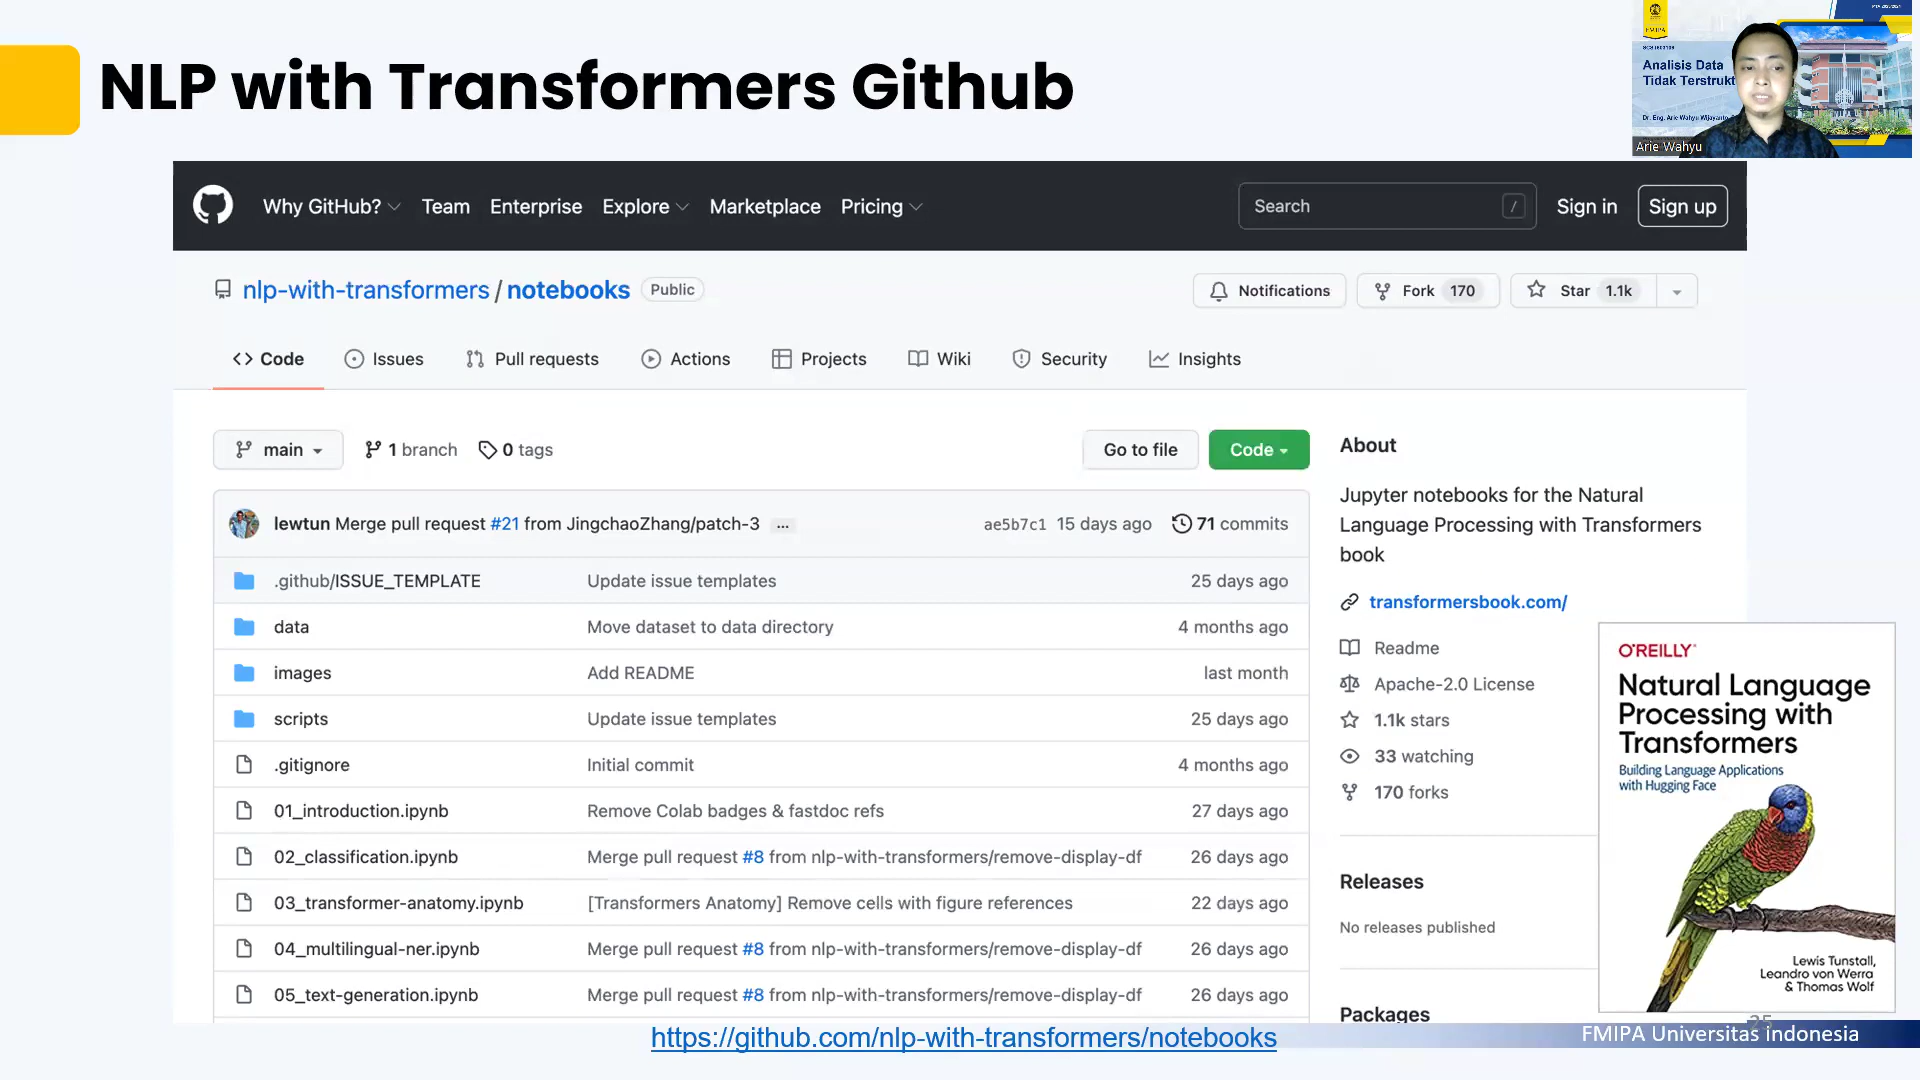 NLP with Transformers Github
FMIPA
Analisis Data
Tidak Terstrukt
Dr. Eng. Arie Wahyu Wijayanto
Arie Wahyu
Why GitHub? Team Enterprise Explore Marketplace Pricing Search / Sign in Sign up
nlp-with-transformers / notebooks Public Notifications Fork 170 Star 1.1k
Code Issues Pull requests Actions Projects Wiki Security Insights
main 1 branch 0 tags Go to file Code
lewtun Merge pull request #21 from JingchaoZhang/patch-3 ... ae5b7c1 15 days ago 71 commits
.github/ISSUE_TEMPLATE Update issue templates 25 days ago
data Move dataset to data directory 4 months ago
images Add README last month
scripts Update issue templates 25 days ago
.gitignore Initial commit 4 months ago
01_introduction.ipynb Remove Colab badges & fastdoc refs 27 days ago
02_classification.ipynb Merge pull request #8 from nlp-with-transformers/remove-display-df 26 days ago
03_transformer-anatomy.ipynb [Transformers Anatomy] Remove cells with figure references 22 days ago
04_multilingual-ner.ipynb Merge pull request #8 from nlp-with-transformers/remove-display-df 26 days ago
05_text-generation.ipynb Merge pull request #8 from nlp-with-transformers/remove-display-df 26 days ago
About
Jupyter notebooks for the Natural
Language Processing with Transformers
book
transformersbook.com/
Readme
Apache-2.0 License
1.1k stars
33 watching
170 forks
Releases
No releases published
Packages
O'REILLY
Natural Language
Processing with
Transformers
Building Language Applications
with Hugging Face
Lewis Tunstall,
Leandro von Werra
& Thomas Wolf
https://github.com/nlp-with-transformers/notebooks
25
FMIPA Universitas Indonesia